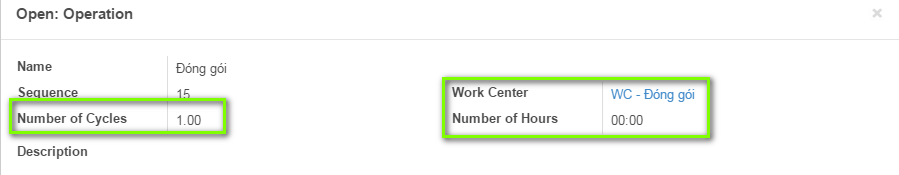 Open: Operation ×
Name Đóng gói
Sequence 15
Work Center WC - Đóng gói
Number of Cycles 1.00
Number of Hours 00:00
Description